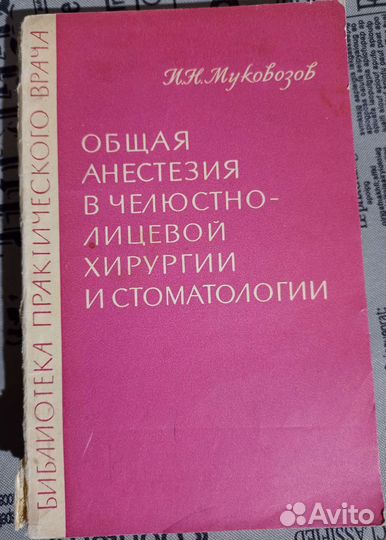 БИБЛИОТЕКА ПРАКТИЧЕСКОГО ВРАЧА
И.Н. Муковозов
ОБЩАЯ
АНЕСТЕЗИЯ
В ЧЕЛЮСТНО-
ЛИЦЕВОЙ
ХИРУРГИИ
И СТОМАТОЛОГИИ
Avito